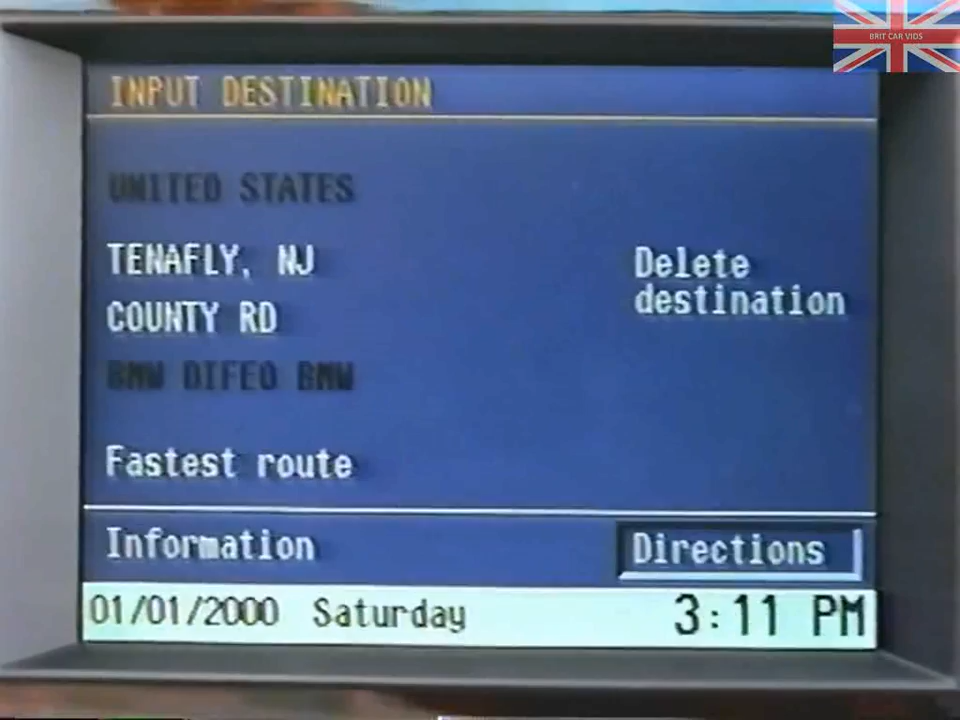 BRIT CAR VIDS
INPUT DESTINATION
UNITED STATES
TENAFLY, NJ
COUNTY RD
BMW DIFEO BMW
Delete
destination
Fastest route
Information
Directions
01/01/2000 Saturday 3:11 PM